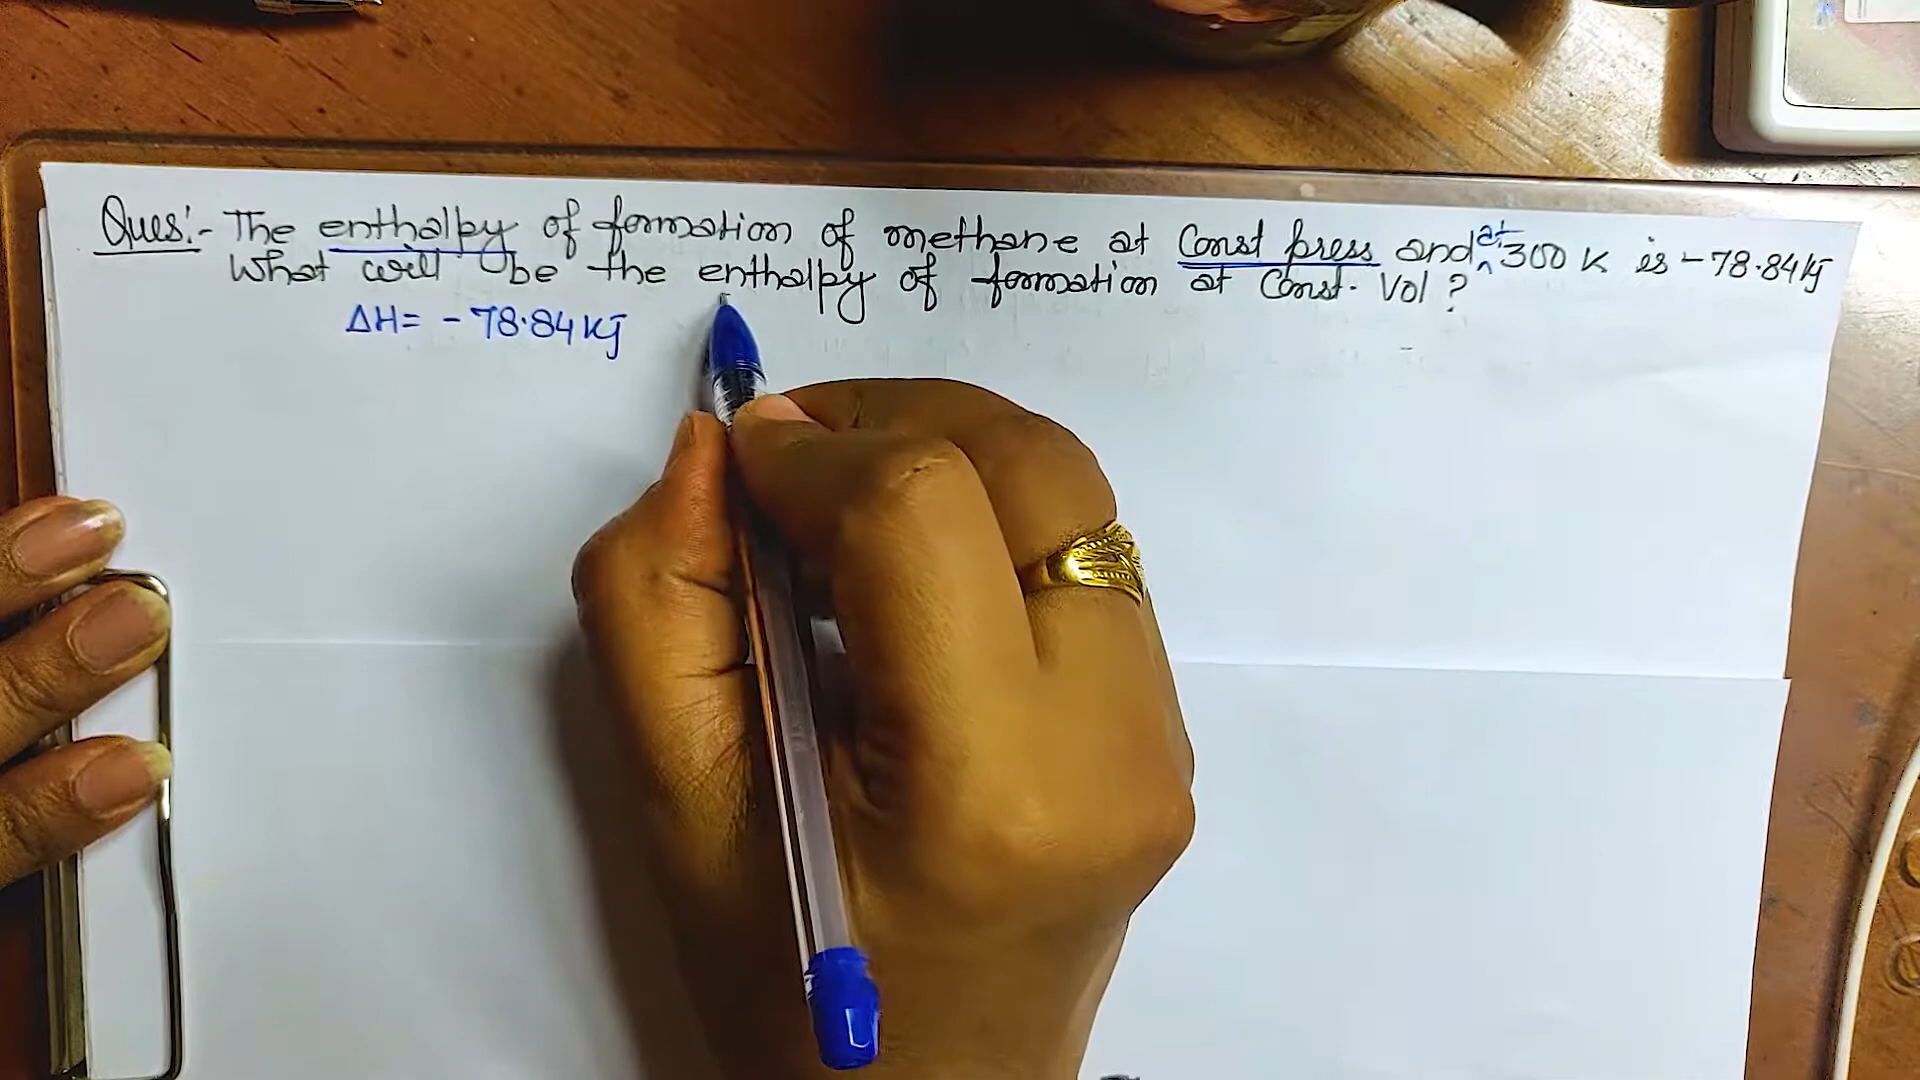 Ques:- The enthalpy of formation of methane at Const press and at 300 K is -78.84 kJ
What will be the enthalpy of formation at Const. Vol ?
ΔH = - 78.84 kJ